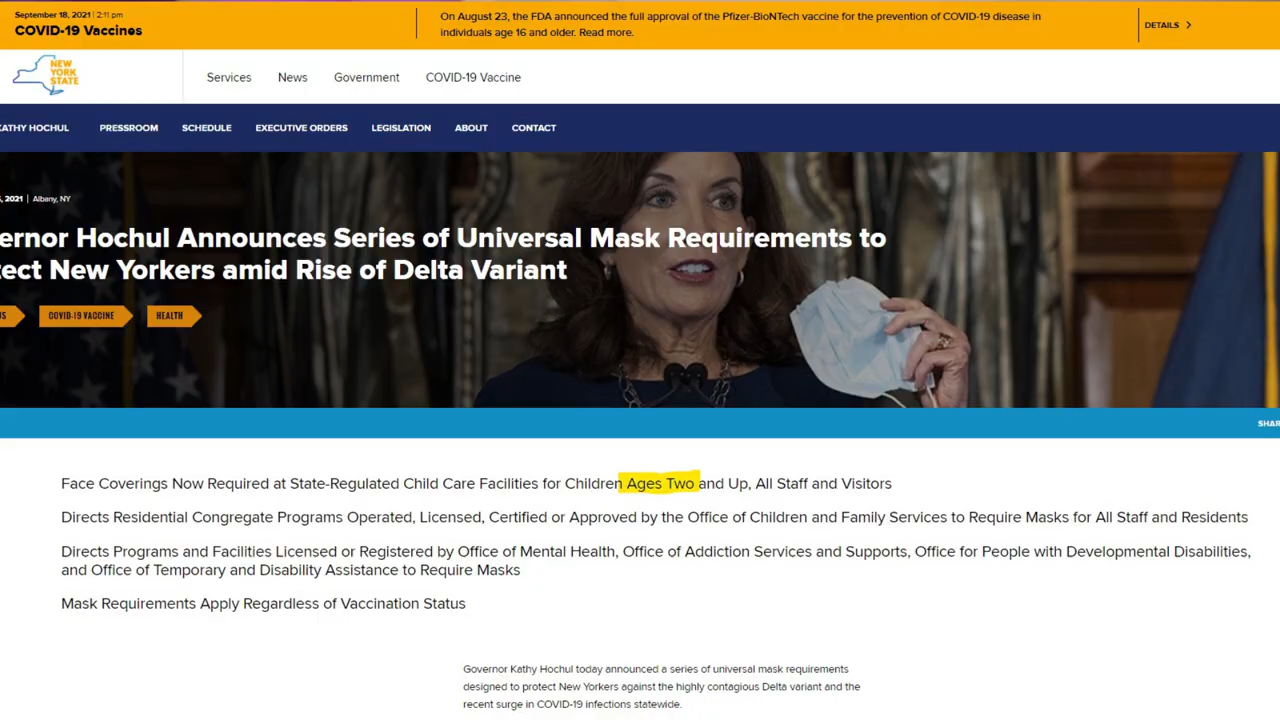 September 18, 2021 | 2:11 pm
COVID-19 Vaccines
On August 23, the FDA announced the full approval of the Pfizer-BioNTech vaccine for the prevention of COVID-19 disease in
individuals age 16 and older. Read more.
DETAILS
NEW
YORK
STATE
Services News Government COVID-19 Vaccine
KATHY HOCHUL PRESSROOM SCHEDULE EXECUTIVE ORDERS LEGISLATION ABOUT CONTACT
, 2021 | Albany, NY
ernor Hochul Announces Series of Universal Mask Requirements to
tect New Yorkers amid Rise of Delta Variant
US COVID-19 VACCINE HEALTH
SHAR
Face Coverings Now Required at State-Regulated Child Care Facilities for Children Ages Two and Up, All Staff and Visitors
Directs Residential Congregate Programs Operated, Licensed, Certified or Approved by the Office of Children and Family Services to Require Masks for All Staff and Residents
Directs Programs and Facilities Licensed or Registered by Office of Mental Health, Office of Addiction Services and Supports, Office for People with Developmental Disabilities,
and Office of Temporary and Disability Assistance to Require Masks
Mask Requirements Apply Regardless of Vaccination Status
Governor Kathy Hochul today announced a series of universal mask requirements
designed to protect New Yorkers against the highly contagious Delta variant and the
recent surge in COVID-19 infections statewide.